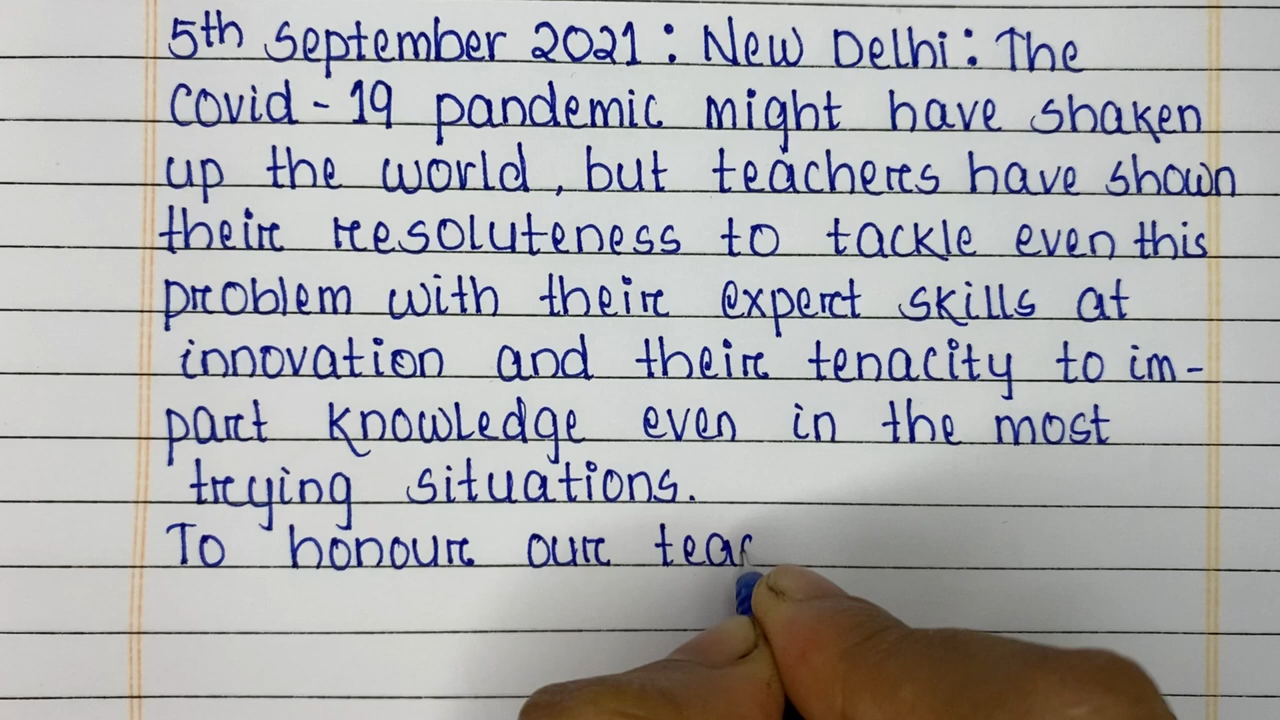 5th September 2021: New Delhi: The
Covid-19 pandemic might have shaken
up the world, but teachers have shown
their resoluteness to tackle even this
problem with their expert skills at
innovation and their tenacity to im-
part knowledge even in the most
trying situations.
To honour our